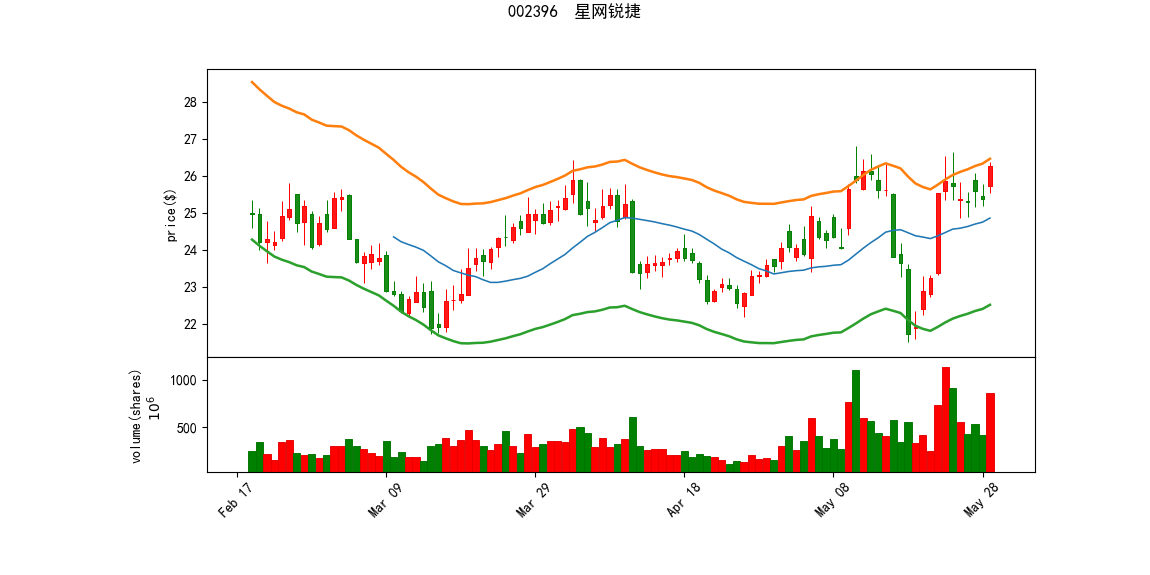 002396  星网锐捷
price($)
28
27
26
25
24
23
22
volume(shares)
10^6
1000
500
Feb 17
Mar 09
Mar 29
Apr 18
May 08
May 28